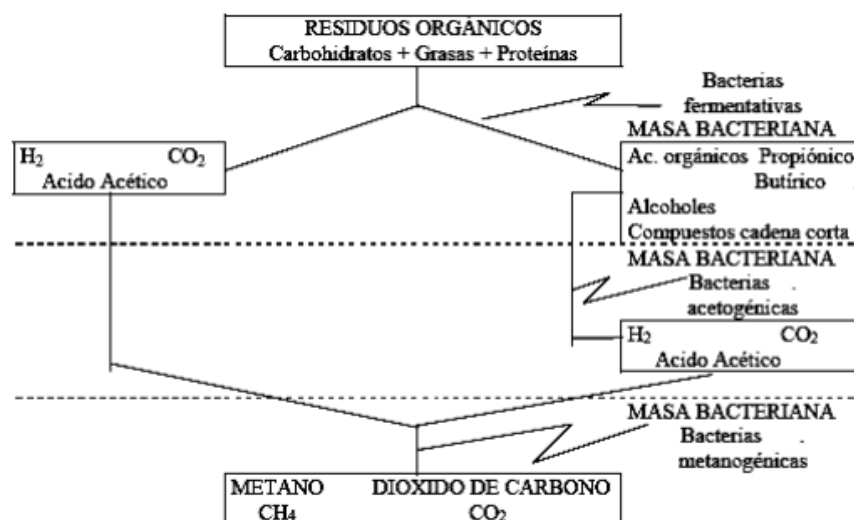 RESIDUOS ORGÁNICOS
Carbohidratos + Grasas + Proteínas
Bacterias
fermentativas
MASA BACTERIANA
H₂ CO₂
Acido Acético
Ac. orgánicos Propiónico
Butírico
Alcoholes
Compuestos cadena corta
MASA BACTERIANA
Bacterias .
acetogénicas
H₂ CO₂
Acido Acético
MASA BACTERIANA
Bacterias .
metanogénicas
METANO DIOXIDO DE CARBONO
CH₄ CO₂